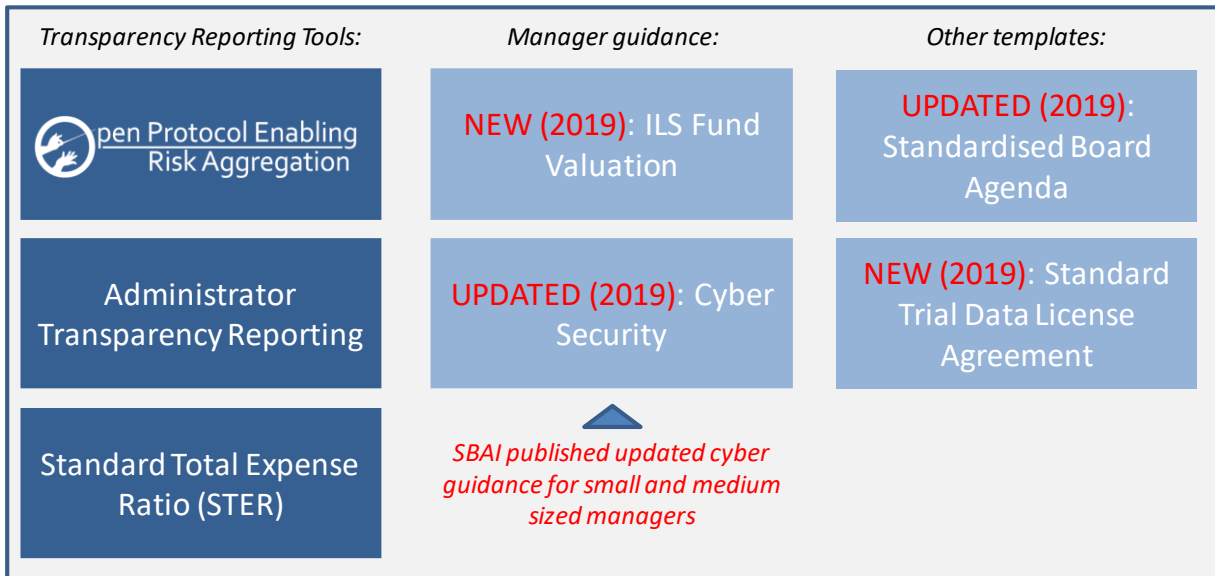 Transparency Reporting Tools:
Open Protocol Enabling
Risk Aggregation
Administrator
Transparency Reporting
Standard Total Expense
Ratio (STER)
Manager guidance:
NEW (2019): ILS Fund
Valuation
UPDATED (2019): Cyber
Security
SBAI published updated cyber
guidance for small and medium
sized managers
Other templates:
UPDATED (2019):
Standardised Board
Agenda
NEW (2019): Standard
Trial Data License
Agreement